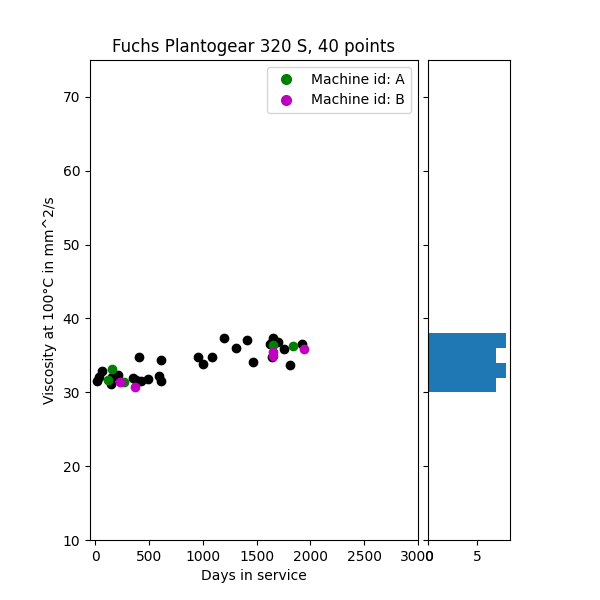 Fuchs Plantogear 320 S, 40 points
Machine id: A
Machine id: B
70
60
50
40
30
20
10
Viscosity at 100°C in mm^2/s
0 500 1000 1500 2000 2500 3000
0 5
Days in service